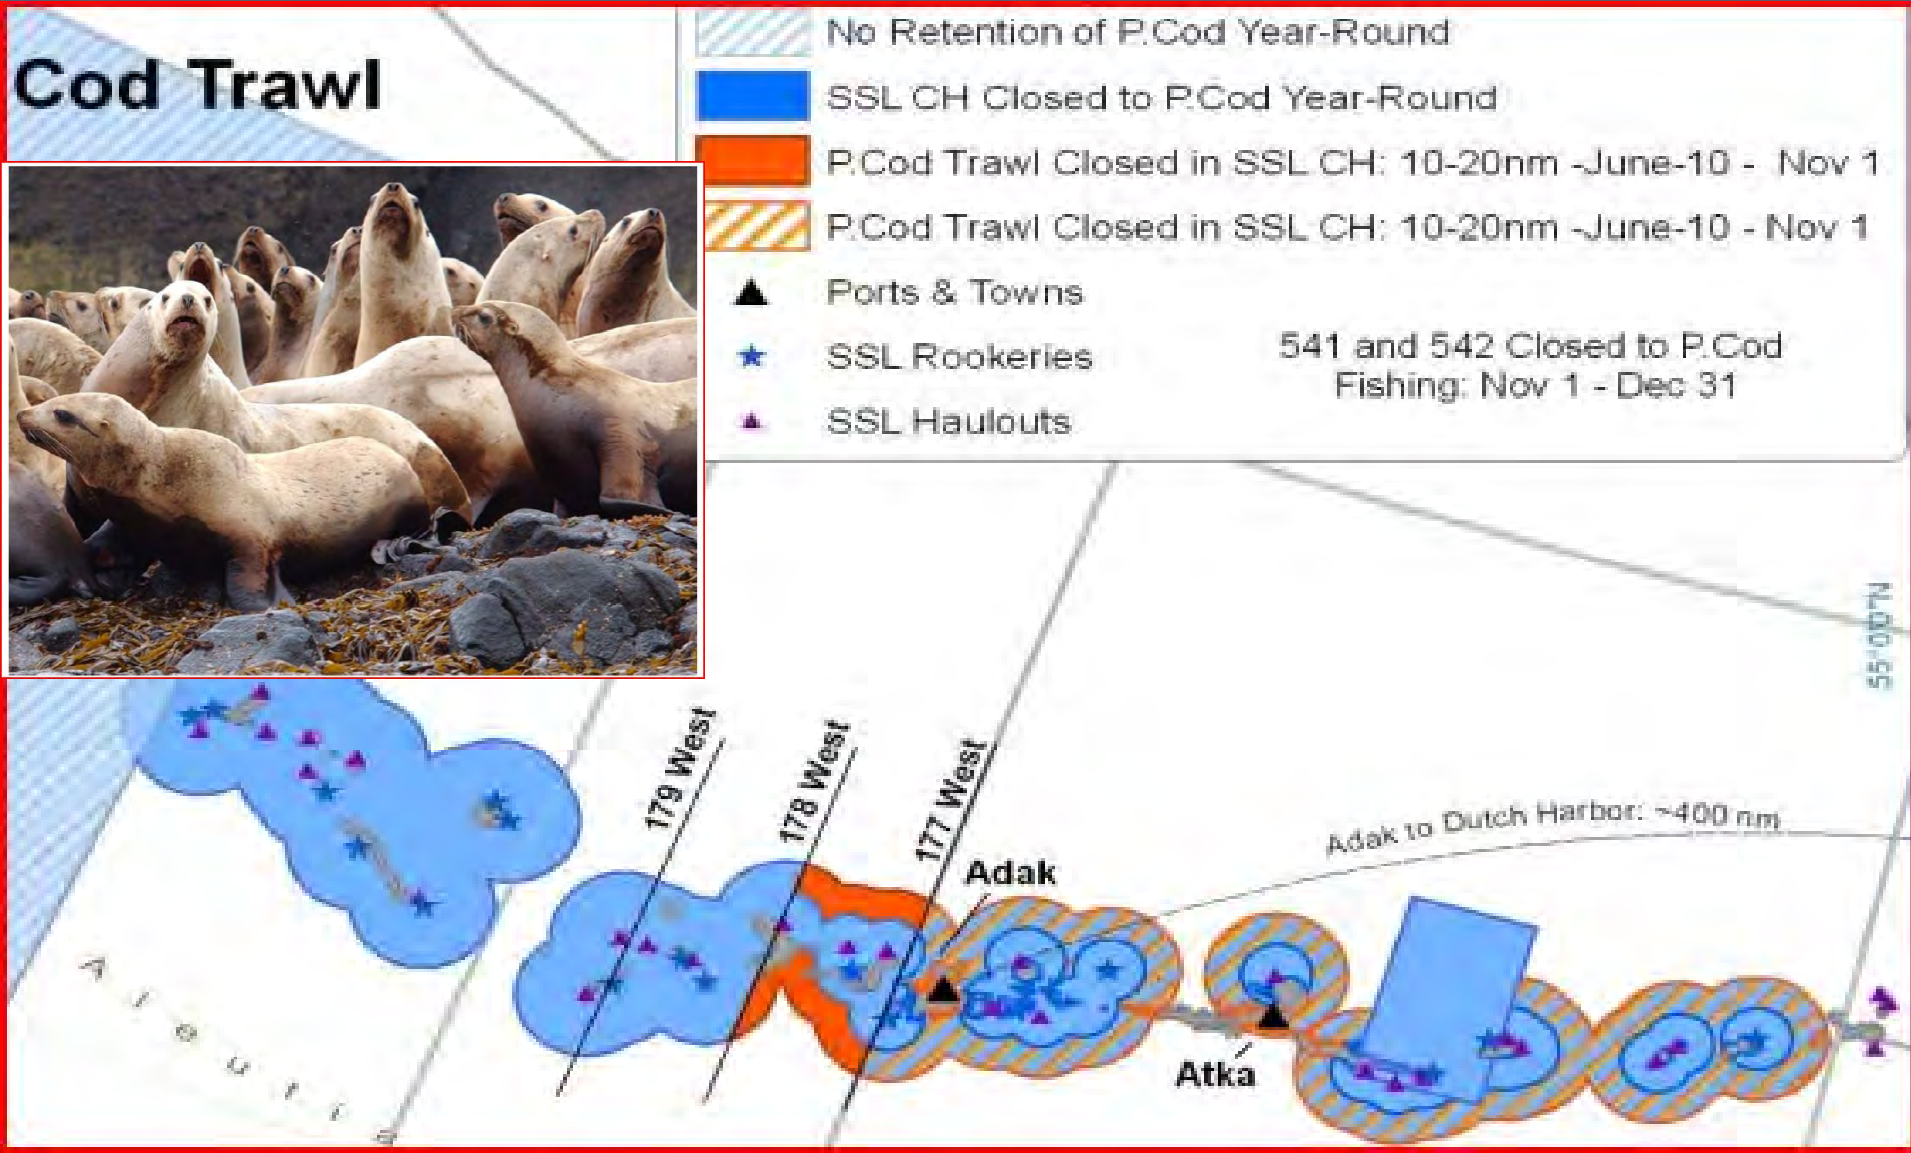 Cod Trawl
No Retention of P.Cod Year-Round
SSL CH Closed to P.Cod Year-Round
P.Cod Trawl Closed in SSL CH: 10-20nm -June-10 - Nov 1
P.Cod Trawl Closed in SSL CH: 10-20nm -June-10 - Nov 1
Ports & Towns
SSL Rookeries
SSL Haulouts
541 and 542 Closed to P.Cod
Fishing: Nov 1 - Dec 31
55°00'N
179 West
178 West
177 West
Adak to Dutch Harbor: ~400 nm
Adak
Atka
A l e u t i a